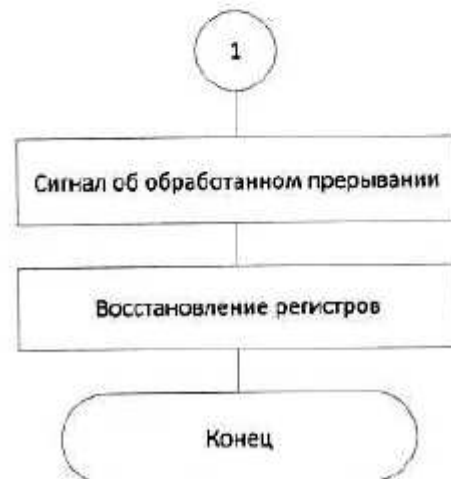 1
Сигнал об обработанном прерывании
Восстановление регистров
Конец